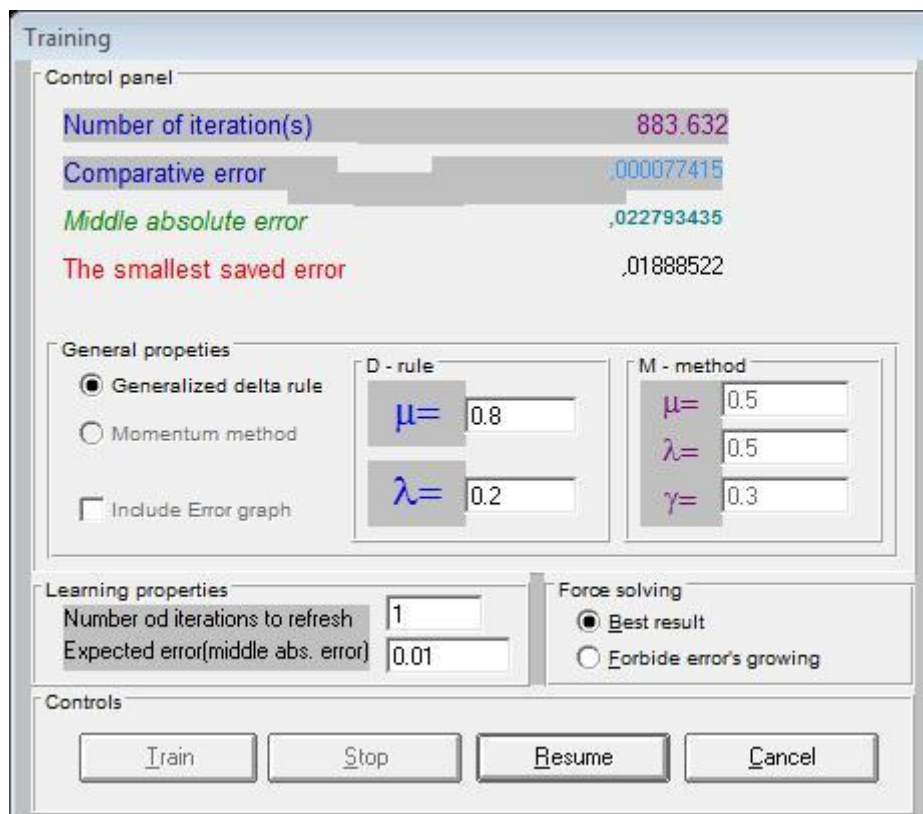 Training
Control panel
Number of iteration(s) 883.632
Comparative error ,000077415
Middle absolute error ,022793435
The smallest saved error ,01888522
General propeties
Generalized delta rule
Momentum method
Include Error graph
D - rule
μ= 0.8
λ= 0.2
M - method
μ= 0.5
λ= 0.5
γ= 0.3
Learning properties
Number od iterations to refresh 1
Expected error(middle abs. error) 0.01
Force solving
Best result
Forbide error's growing
Controls
Train Stop Resume Cancel